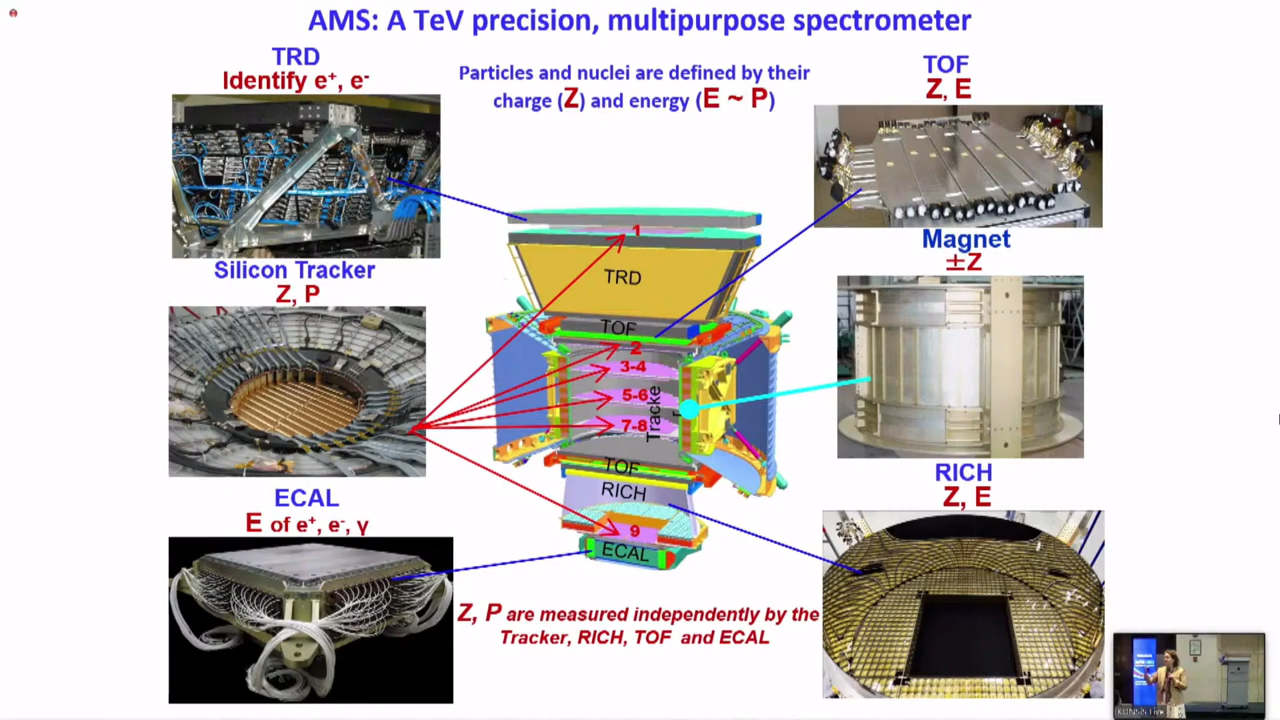 AMS: A TeV precision, multipurpose spectrometer
TRD
Identify e⁺, e⁻
Particles and nuclei are defined by their
charge (Z) and energy (E ~ P)
TOF
Z, E
Silicon Tracker
Z, P
Magnet
±Z
1
TRD
TOF
2
3-4
5-6
7-8
Tracke
TOF
RICH
9
ECAL
ECAL
E of e⁺, e⁻, γ
RICH
Z, E
Z, P are measured independently by the
Tracker, RICH, TOF and ECAL